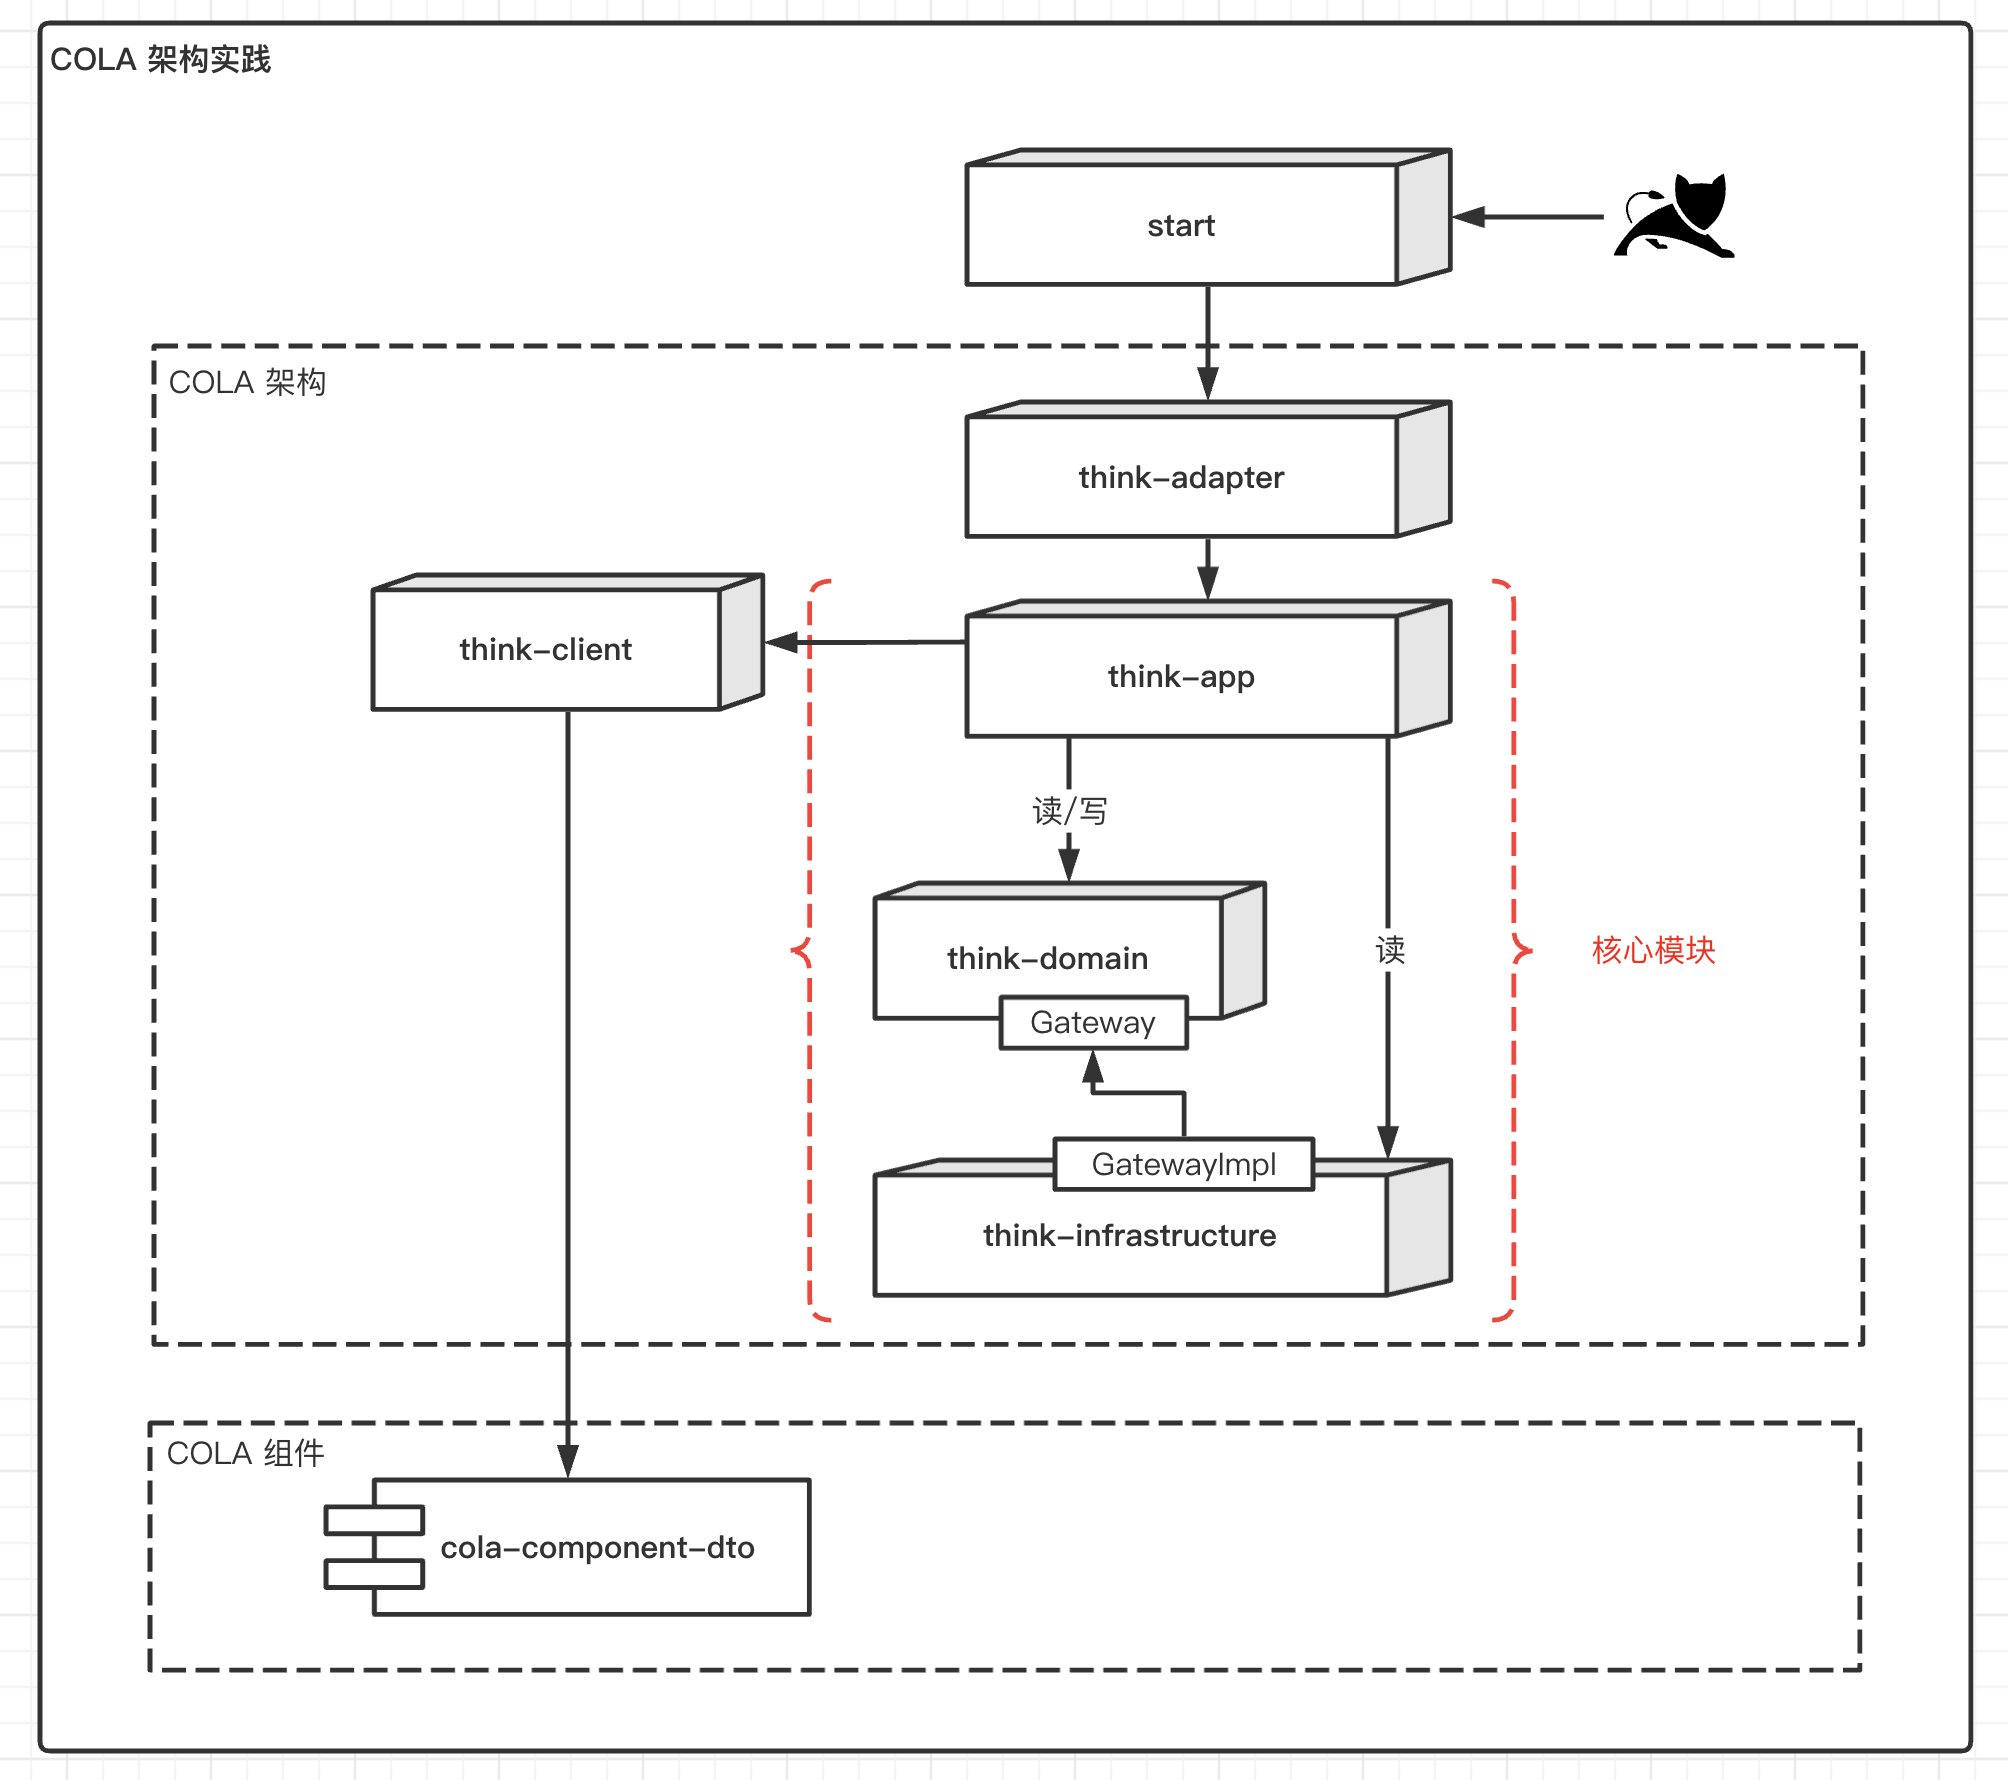 COLA 架构实践
start
COLA 架构
think-adapter
think-client
think-app
读/写
think-domain
读
核心模块
Gateway
GatewayImpl
think-infrastructure
COLA 组件
cola-component-dto